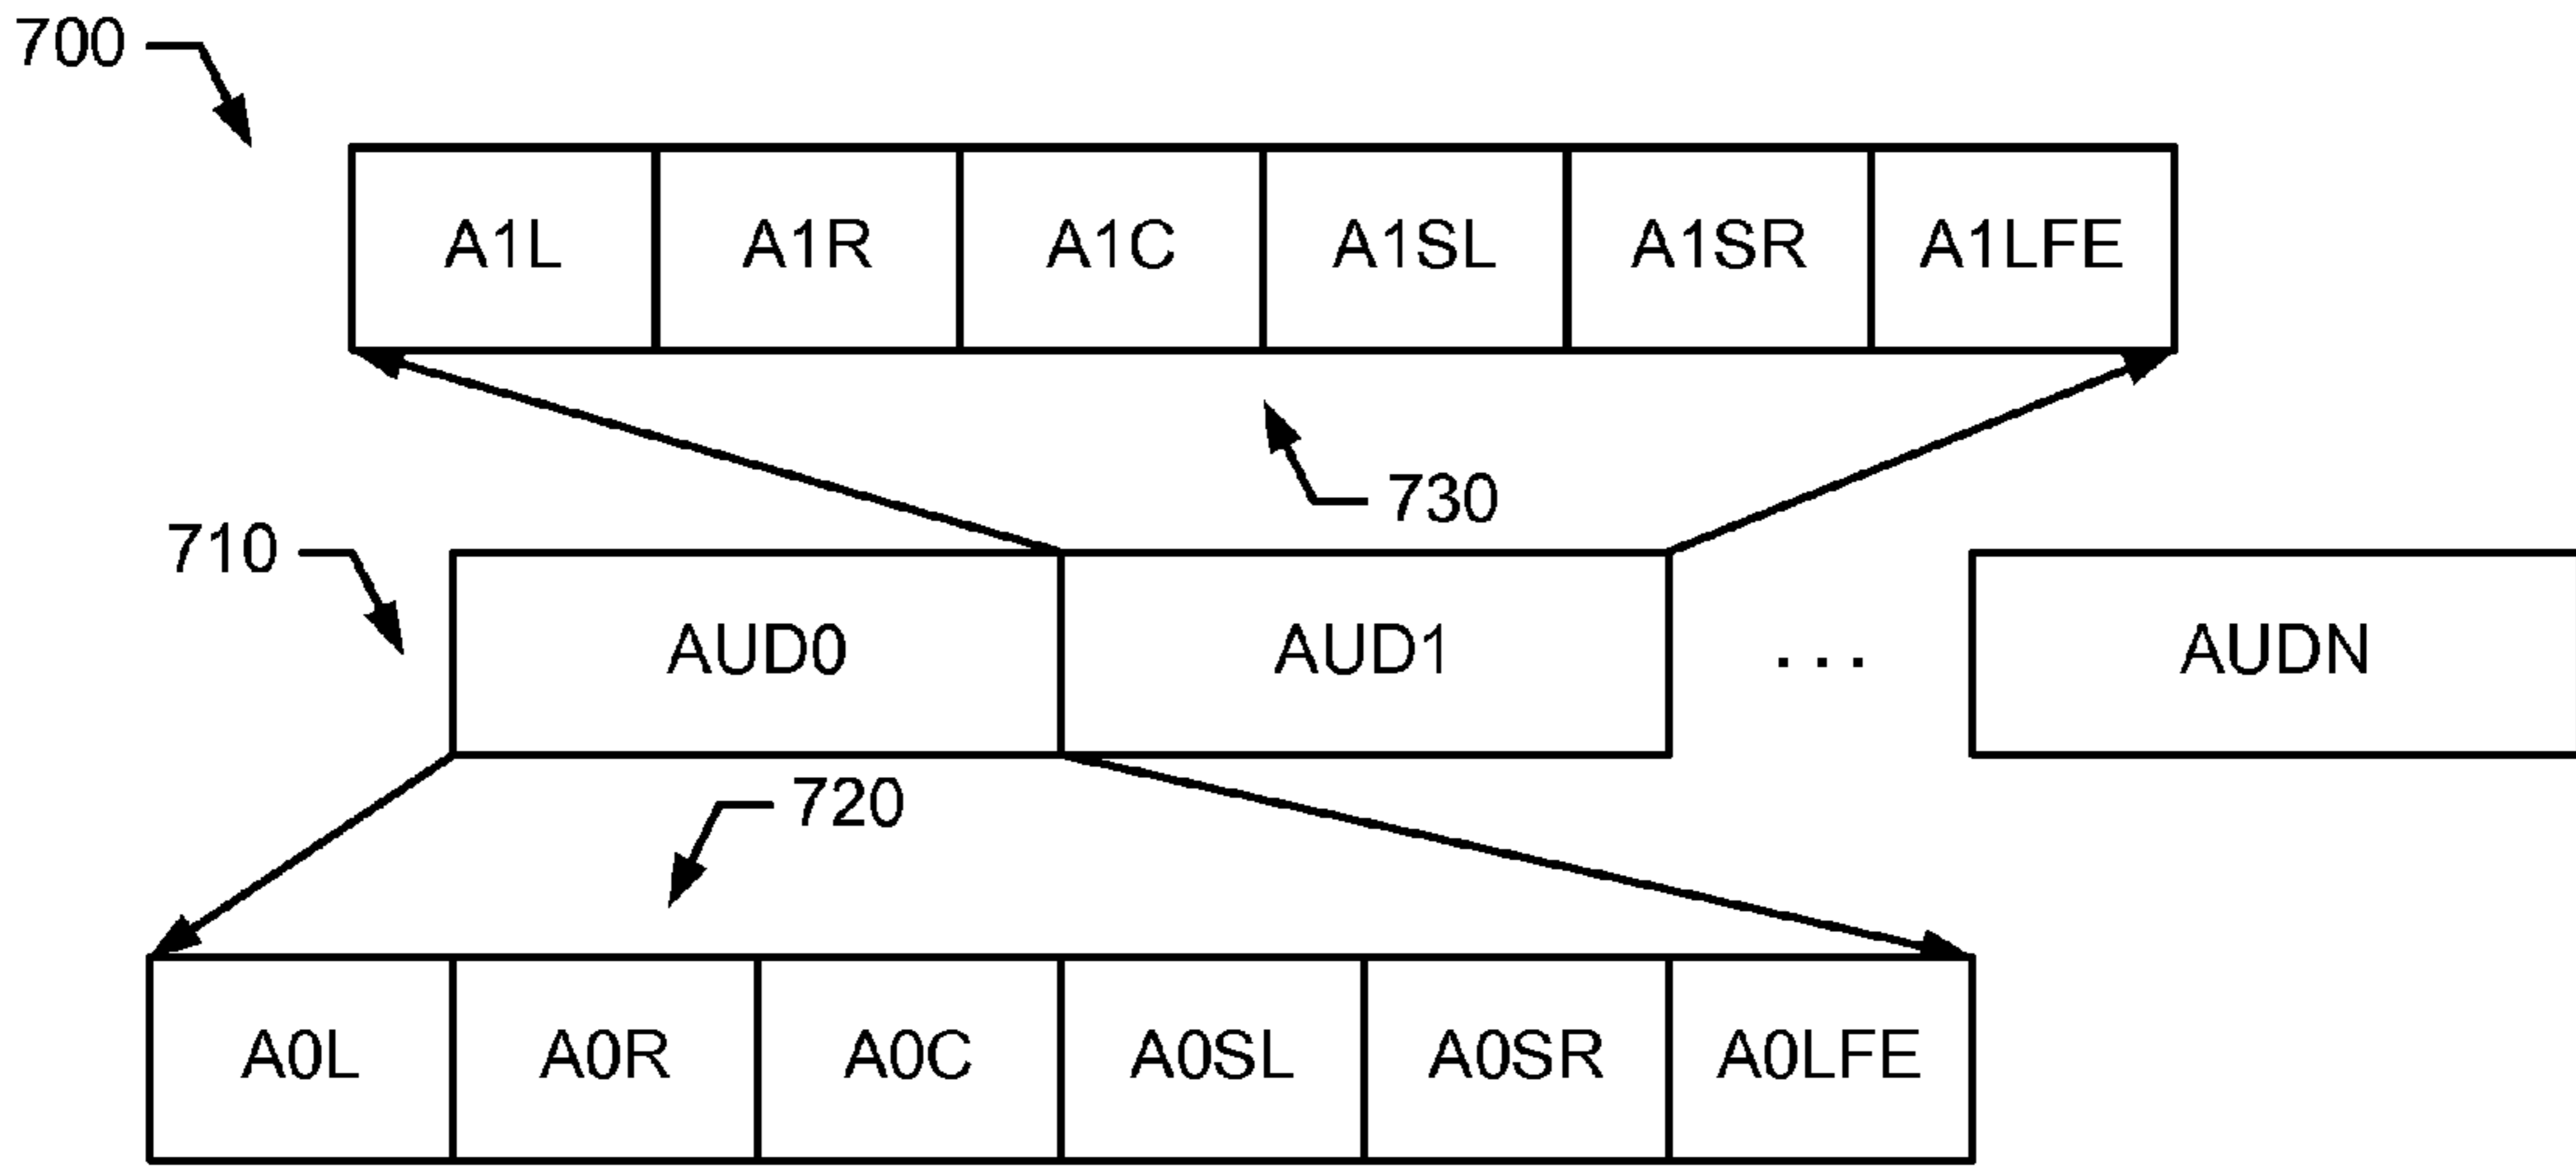 700
A1L A1R A1C A1SL A1SR A1LFE
730
710
AUD0 AUD1 ... AUDN
720
A0L A0R A0C A0SL A0SR A0LFE